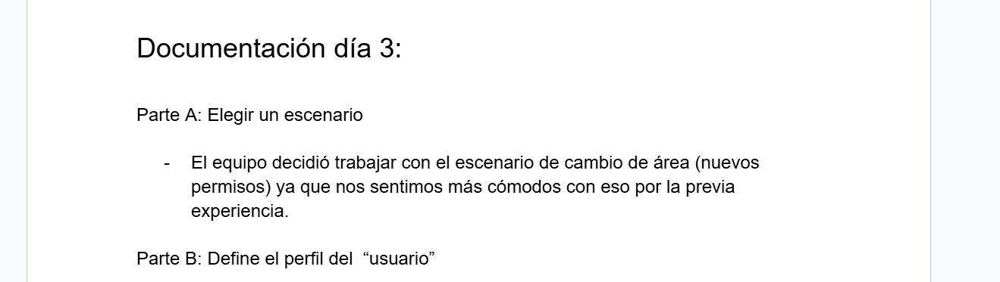 Documentación día 3:
Parte A: Elegir un escenario
- El equipo decidió trabajar con el escenario de cambio de área (nuevos
permisos) ya que nos sentimos más cómodos con eso por la previa
experiencia.
Parte B: Define el perfil del  “usuario”